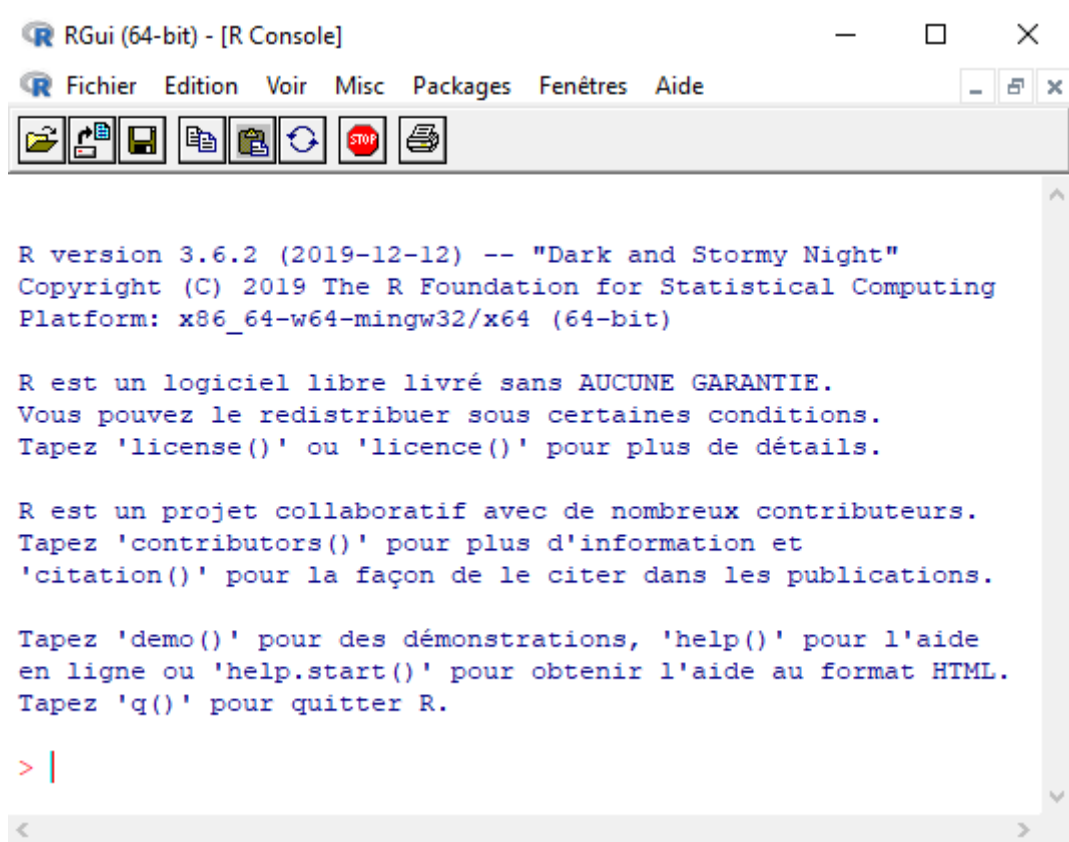 RGui (64-bit) - [R Console]
Fichier Edition Voir Misc Packages Fenêtres Aide
STOP
R version 3.6.2 (2019-12-12) -- "Dark and Stormy Night"
Copyright (C) 2019 The R Foundation for Statistical Computing
Platform: x86_64-w64-mingw32/x64 (64-bit)
R est un logiciel libre livré sans AUCUNE GARANTIE.
Vous pouvez le redistribuer sous certaines conditions.
Tapez 'license()' ou 'licence()' pour plus de détails.
R est un projet collaboratif avec de nombreux contributeurs.
Tapez 'contributors()' pour plus d'information et
'citation()' pour la façon de le citer dans les publications.
Tapez 'demo()' pour des démonstrations, 'help()' pour l'aide
en ligne ou 'help.start()' pour obtenir l'aide au format HTML.
Tapez 'q()' pour quitter R.
>